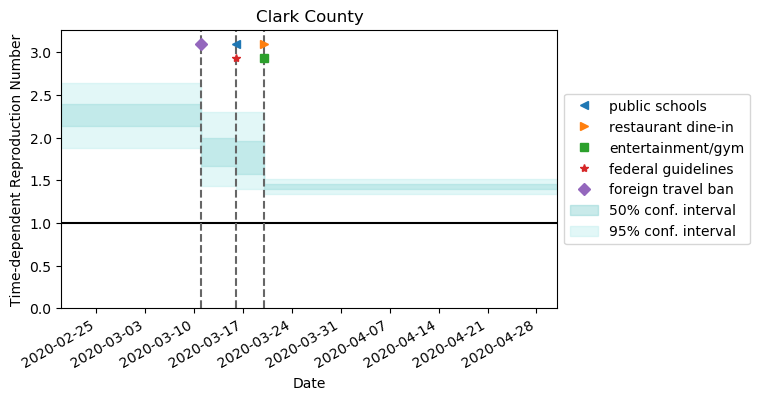 Clark County
Time-dependent Reproduction Number
3.0
2.5
2.0
1.5
1.0
0.5
0.0
2020-02-25
2020-03-03
2020-03-10
2020-03-17
2020-03-24
2020-03-31
2020-04-07
2020-04-14
2020-04-21
2020-04-28
Date
public schools
restaurant dine-in
entertainment/gym
federal guidelines
foreign travel ban
50% conf. interval
95% conf. interval